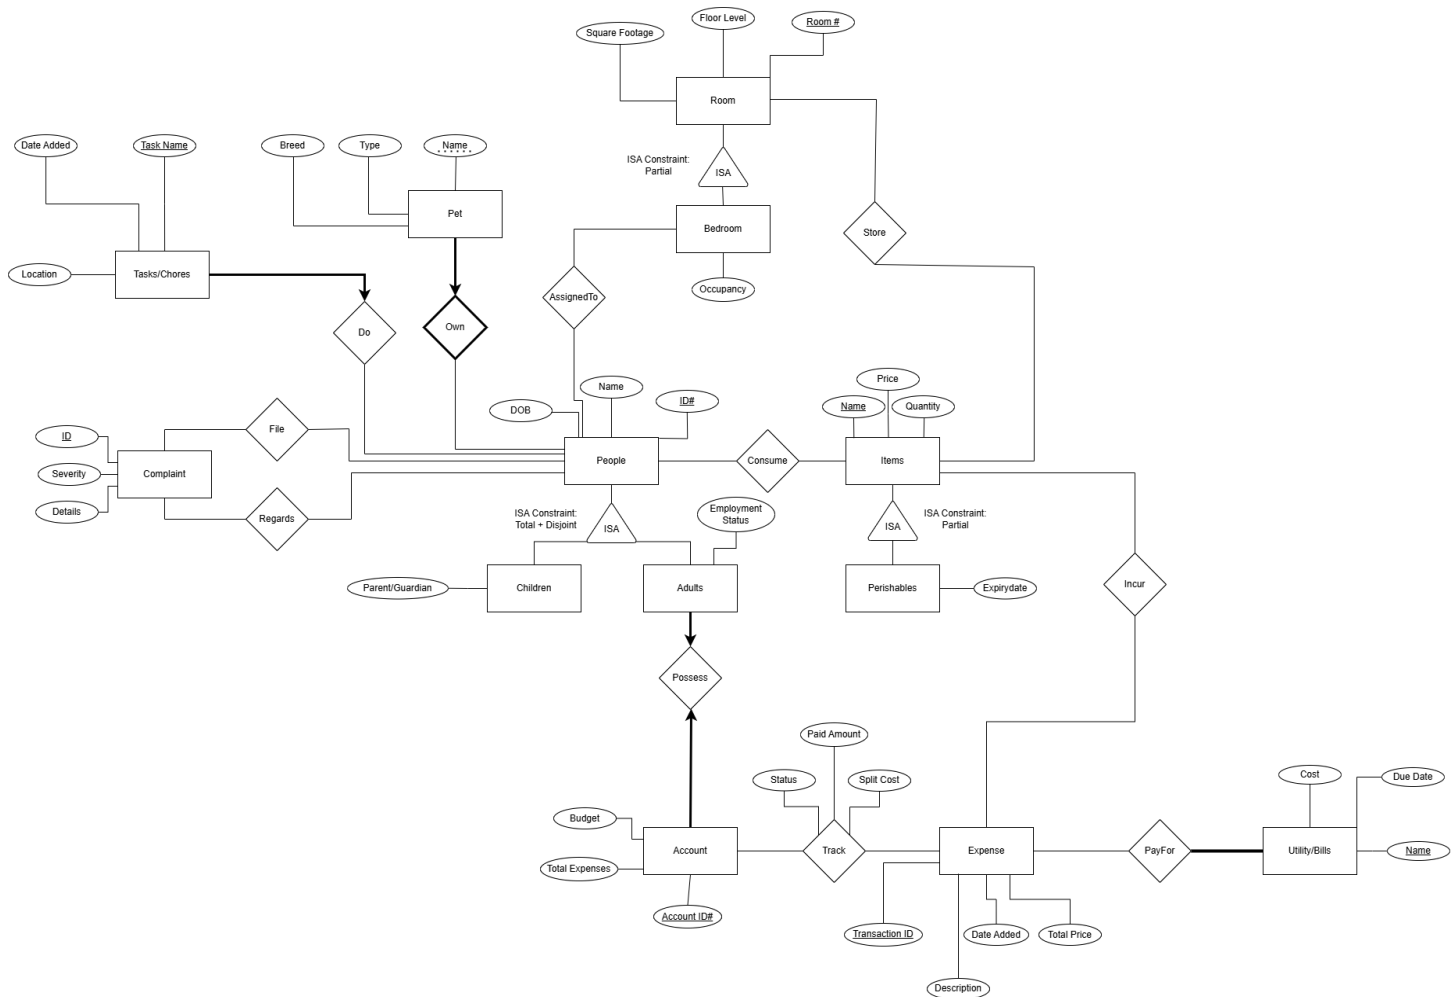 Floor Level
Room #
Square Footage
Room
Date Added
Task Name
Breed
Type
Name
ISA Constraint:
Partial
ISA
Pet
Bedroom
Store
Tasks/Chores
Location
Occupancy
AssignedTo
Own
Do
Price
Name
ID#
Name
Quantity
DOB
File
ID
People
Consume
Items
Complaint
Severity
Details
Regards
ISA Constraint:
Total + Disjoint
ISA
Employment
Status
ISA
ISA Constraint:
Partial
Parent/Guardian
Children
Adults
Perishables
Expirydate
Incur
Possess
Paid Amount
Status
Split Cost
Cost
Due Date
Budget
Account
Track
Expense
PayFor
Utility/Bills
Name
Total Expenses
Account ID#
Transaction ID
Date Added
Total Price
Description